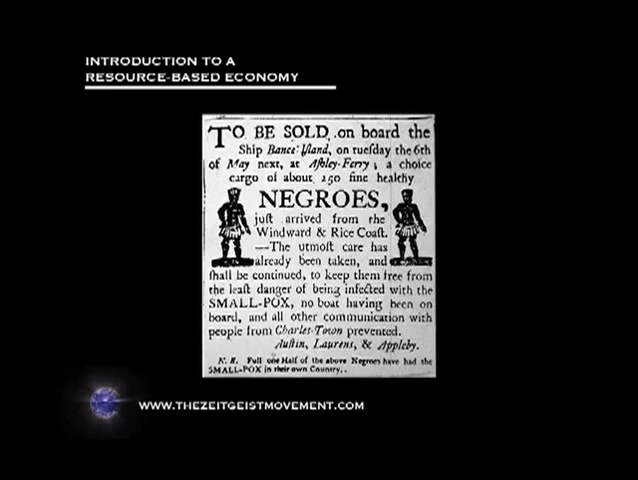 INTRODUCTION TO A
RESOURCE-BASED ECONOMY
TO BE SOLD, on board the
Ship Bance-Iſland, on tueſday the 6th
of May next, at Aſhley-Ferry; a choice
cargo of about 250 fine healthy
NEGROES,
juſt arrived from the
Windward & Rice Coaſt.
—The utmoſt care has
already been taken, and
ſhall be continued, to keep them free from
the leaſt danger of being infected with the
SMALL-POX, no boat having been on
board, and all other communication with
people from Charles-Town prevented.
Auſtin, Laurens, & Appleby.
N. B. Full one Half of the above Negroes have had the
SMALL-POX in their own Country.
WWW.THEZEITGEISTMOVEMENT.COM